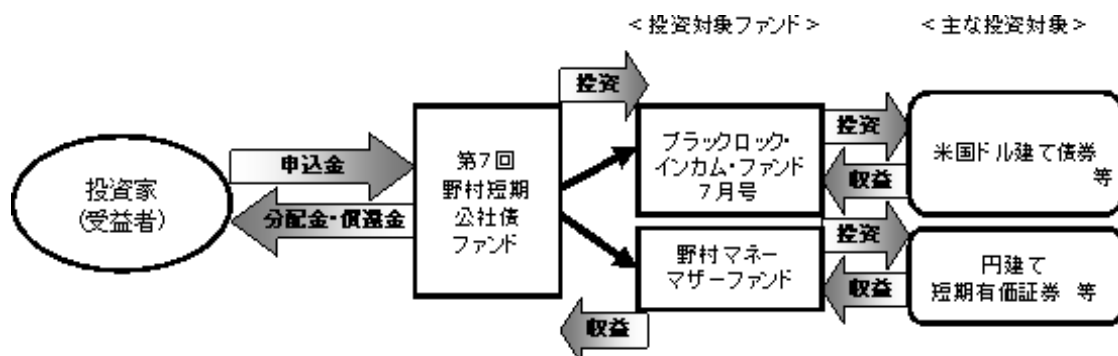 ＜投資対象ファンド＞
＜主な投資対象＞
投資
申込金
投資家
(受益者)
分配金・償還金
第7回
野村短期
公社債
ファンド
ブラックロック・
インカム・ファンド
7月号
投資
収益
米国ドル建て債券
等
野村マネー
マザーファンド
投資
収益
円建て
短期有価証券 等
収益